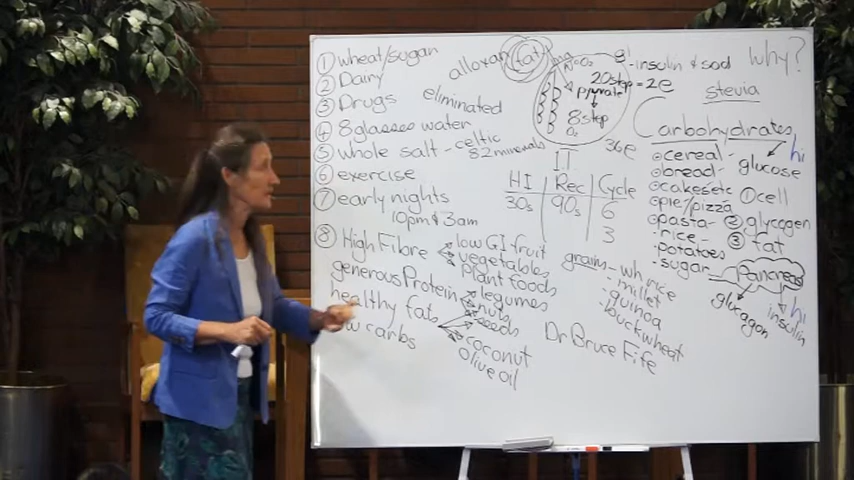 ① wheat/sugar
② Dairy
③ Drugs
eliminated
④ 8 glasses water
⑤ whole salt - celtic
82 minerals
⑥ exercise
⑦ early nights
10pm 3am
⑧ High Fibre
low GI fruit
vegetables
plant foods
generous Protein
legumes
nuts
seeds
healthy fats
coconut
olive oil
low carbs
alloxan
fat
20 step = 2e
pyruvate
8 step
O₂
36e
insulin & sod
Why?
stevia
HI Rec Cycle
30s 90s 6
3
grain - wh rice
- millet
- quinoa
- buckwheat
Dr Bruce Fife
Carbohydrates
cereal -
bread -
cakes etc
pie/pizza
pasta -
rice -
potatoes
sugar
hi
glucose
① cell
② glycogen
③ fat
Pancreas
glucagon
hi
insulin